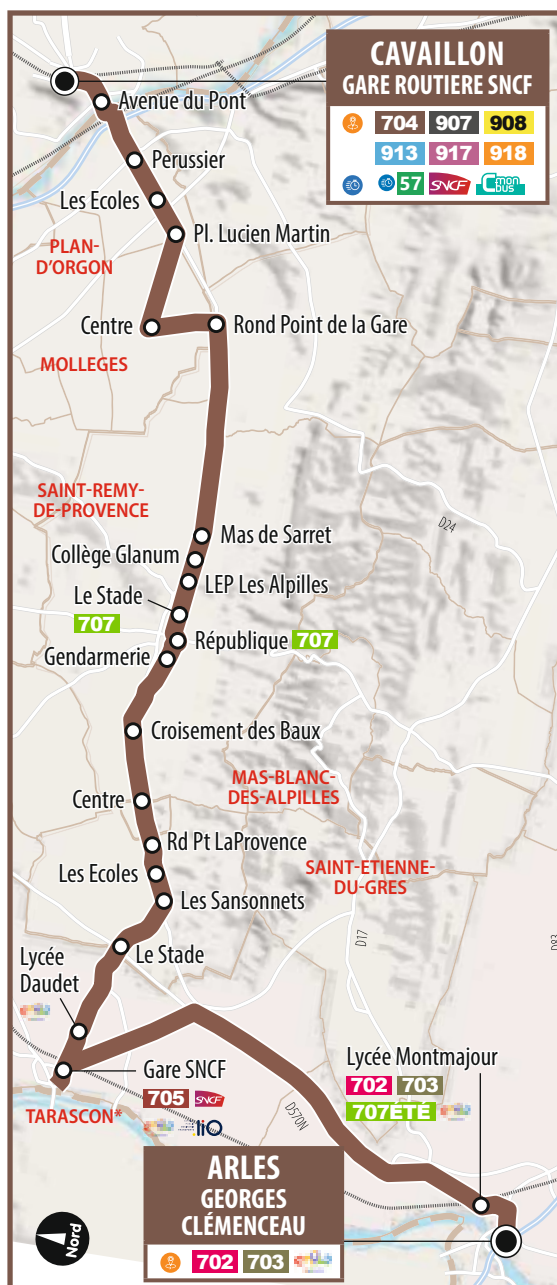 CAVAILLON
GARE ROUTIERE SNCF
704 907 908
913 917 918
57 SNCF Cmonbus
Avenue du Pont
Perussier
Les Ecoles
Pl. Lucien Martin
PLAN-
D'ORGON
Centre
Rond Point de la Gare
MOLLEGES
SAINT-REMY-
DE-PROVENCE
D24
Mas de Sarret
Collège Glanum
LEP Les Alpilles
Le Stade
707
République 707
Gendarmerie
Croisement des Baux
MAS-BLANC-
DES-ALPILLES
Centre
Rd Pt LaProvence
SAINT-ETIENNE-
DU-GRES
Les Ecoles
Les Sansonnets
D17
D83
Le Stade
Lycée
Daudet
Gare SNCF
705 SNCF
liO
TARASCON*
D570N
Lycée Montmajour
702 703
707ÉTÉ
ARLES
GEORGES
CLÉMENCEAU
702 703
Nord